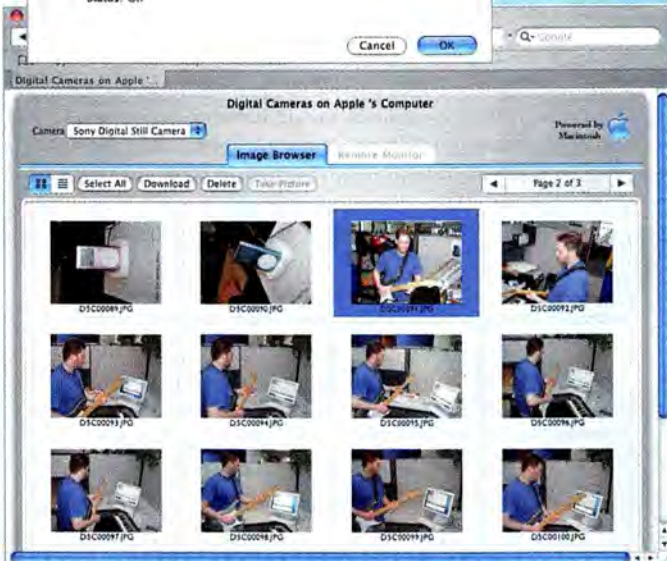 Status: On
Cancel OK
Q- Google
Digital Cameras on Apple '...
Digital Cameras on Apple 's Computer
Camera Sony Digital Still Camera
Powered by
Macintosh
Image Browser Remote Monitor
Select All Download Delete Take Picture
Page 2 of 3
DSC00089.JPG DSC00090.JPG DSC00091.JPG DSC00092.JPG
DSC00093.JPG DSC00094.JPG DSC00095.JPG DSC00096.JPG
DSC00097.JPG DSC00098.JPG DSC00099.JPG DSC00100.JPG